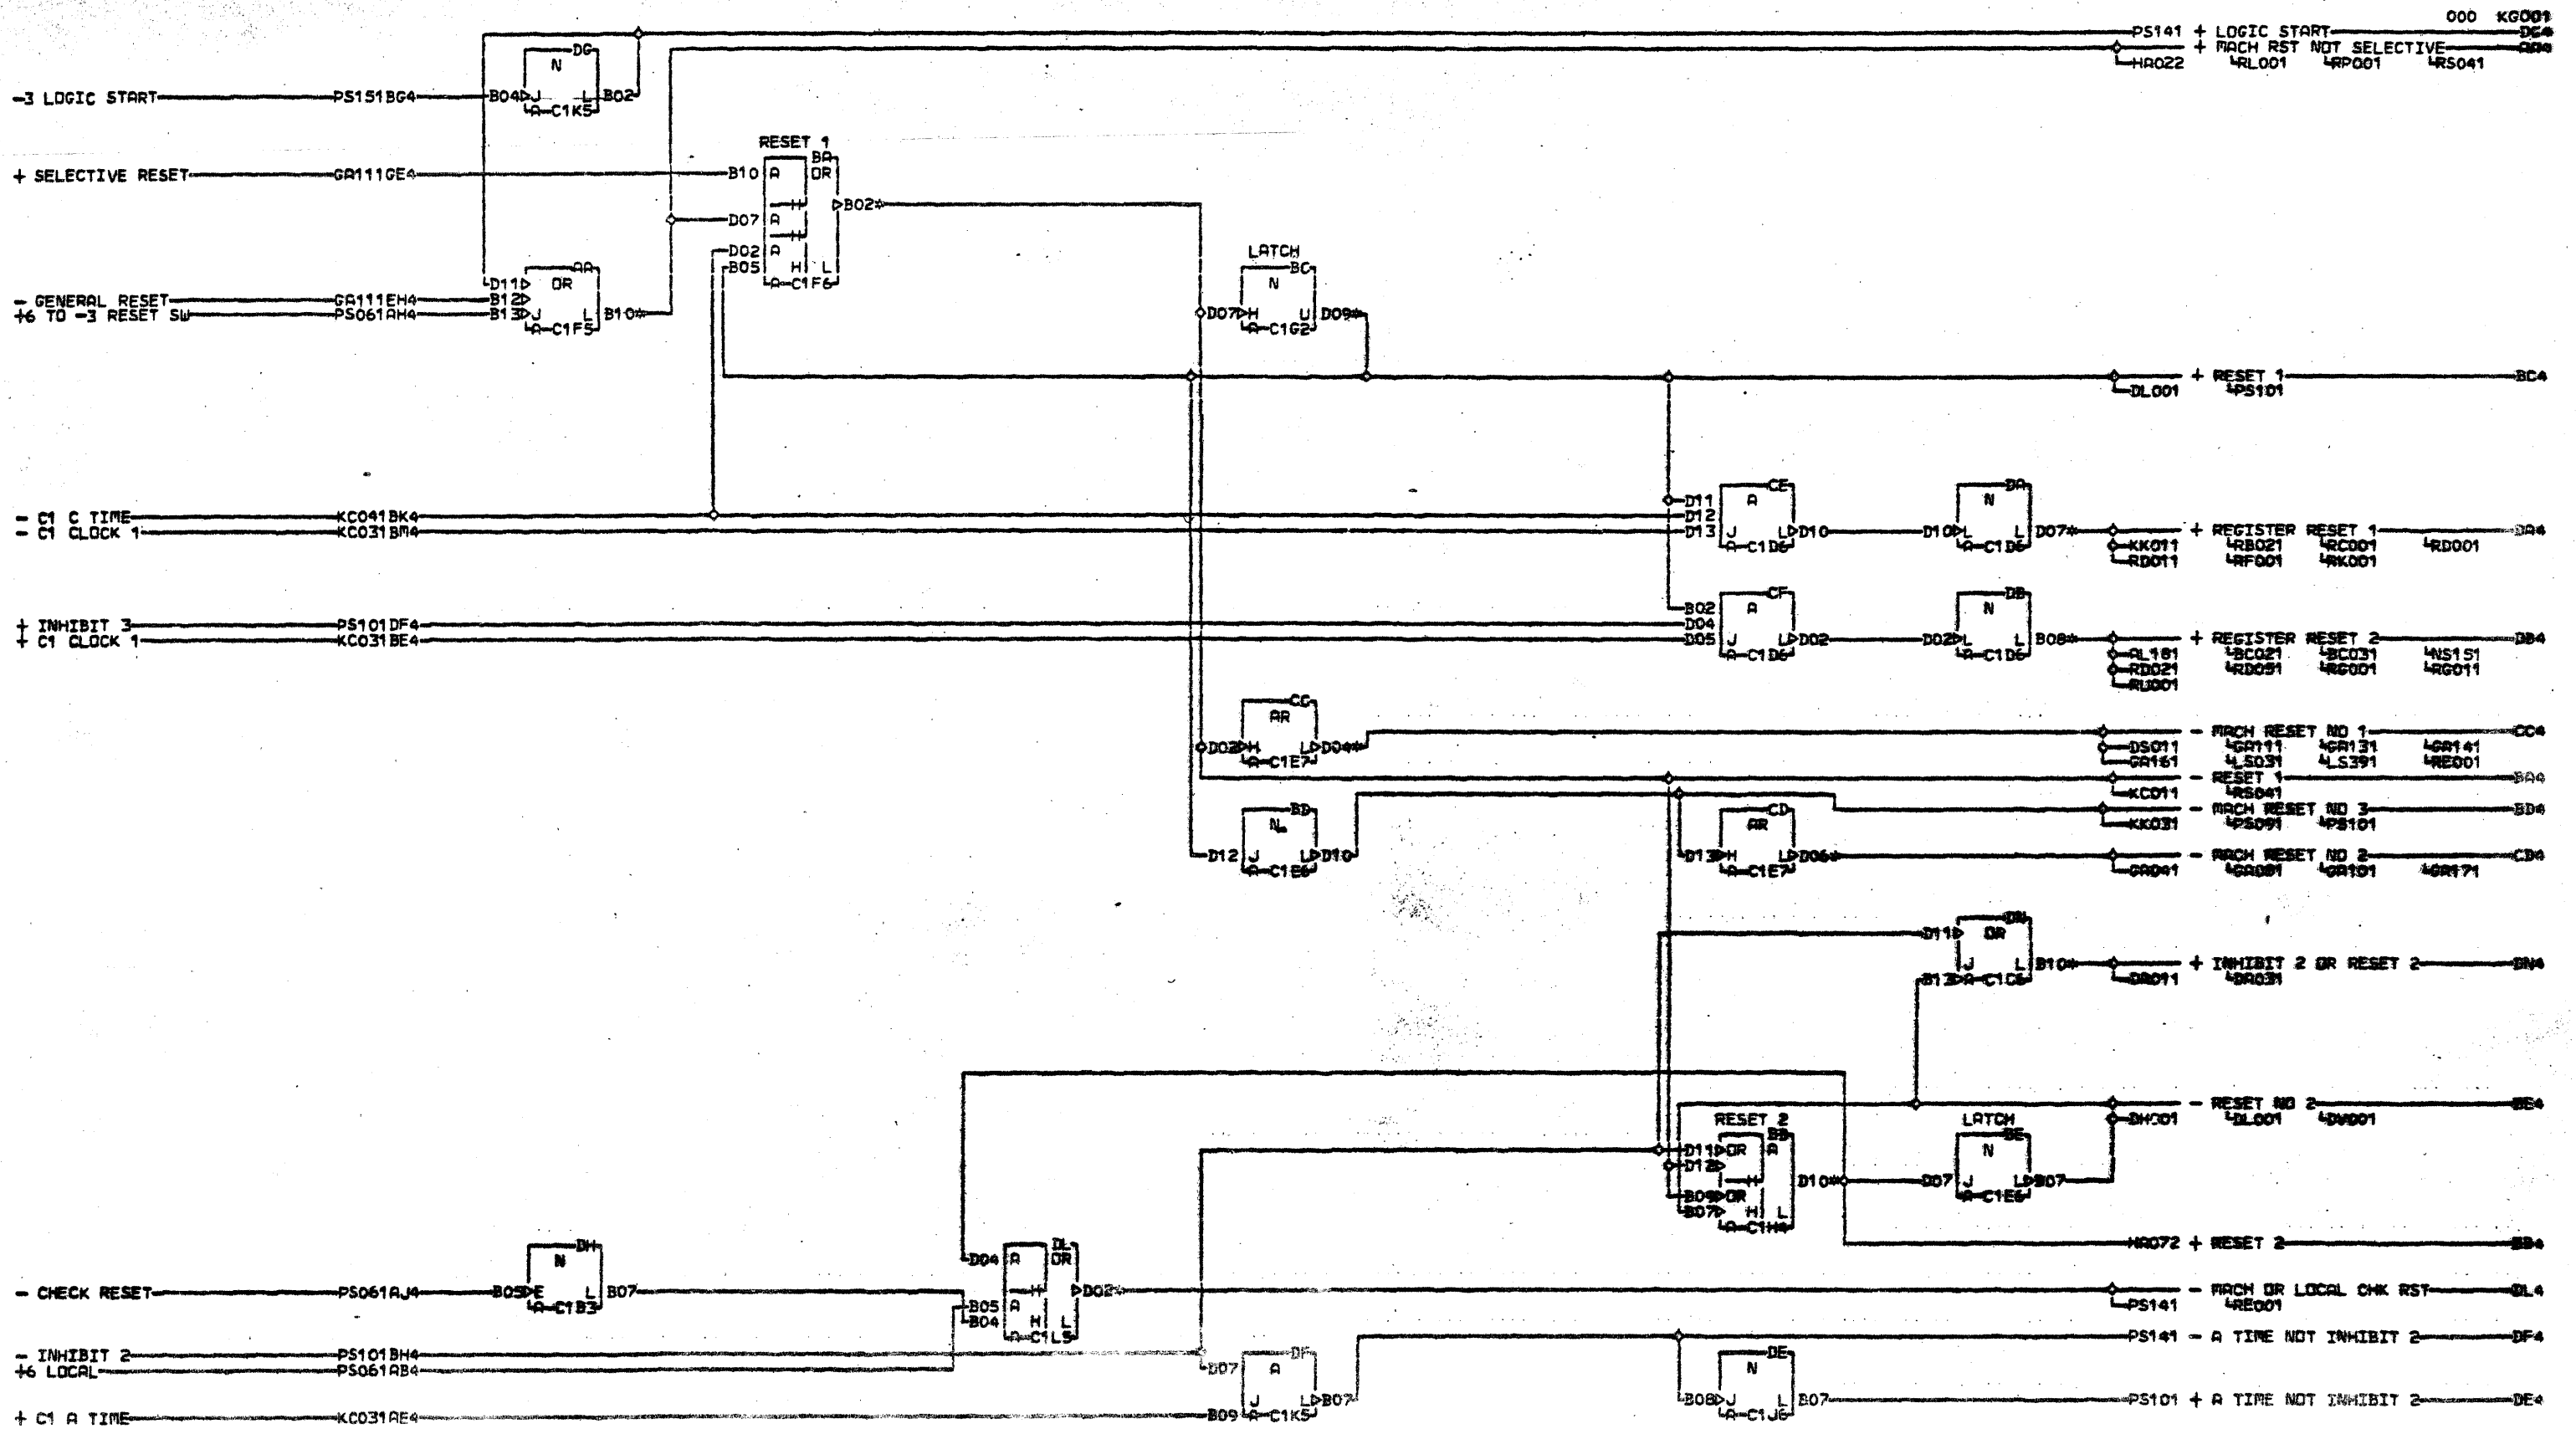 000 KG001
PS141 + LOGIC START DG4
+ MACH RST NOT SELECTIVE AA4
HA022 RL001 RP001 RS041
DG
N
-3 LOGIC START PS151BG4 B04 J L B02
A-C1K5
RESET 1
BA
+ SELECTIVE RESET GA111GE4 B10 A OR
H B02*
D07 A
H
D02 A
B05 H L
A-C1F6
AA
D11 OR
- GENERAL RESET GA111EH4 B12
+6 TO -3 RESET SW PS061AH4 B13 J L B10*
A-C1F5
LATCH
BC
N
D07 H U D09*
A-C1G2
+ RESET 1 BC4
DL001 PS101
CE DA
D11 A N
- C1 C TIME KC041BK4 D12
- C1 CLOCK 1 KC031BM4 D13 J L D10 D10 L L D07* + REGISTER RESET 1 DA4
A-C1D6 A-C1D6 KK011 RB021 RC001 RD001
RD011 RF001 RK001
CF DB
B02 A N
+ INHIBIT 3 PS101DF4 D04
+ C1 CLOCK 1 KC031BE4 D05 J L D02 D02 L L B08* + REGISTER RESET 2 DB4
A-C1D6 A-C1D6 AL181 BC021 BC031 NS151
RD021 RD051 RG001 RG011
RU001
CC
AR
- MACH RESET NO 1 CC4
D02 H L D04* DS011 GA111 GA131 GA141
A-C1E7 GA161 LS031 LS391 RE001
- RESET 1 BA4
KC011 RS041
BD CD
N AR
- MACH RESET NO 3 BD4
KK031 PS091 PS101
D12 J L D10 D13 H L D06* - MACH RESET NO 2 CD4
A-C1E6 A-C1E7 GA041 GA091 GA101 GA171
DN
D11 OR
J L B10* + INHIBIT 2 OR RESET 2 DN4
B13 A-C1G6 DA011 DA031
- RESET NO 2 BE4
RESET 2 LATCH DH001 DL001 DV001
BB BE
D11 OR A N
D12
H D10* D07 J L B07
B09 OR A-C1E6
B07 H L
A-C1H4
HA072 + RESET 2 BB4
DH DL
N D04 A OR
- CHECK RESET PS061AJ4 B05 E L B07 H D02* - MACH OR LOCAL CHK RST DL4
A-C1B3 B05 A PS141 RE001
B04 H L
A-C1L5
PS141 - A TIME NOT INHIBIT 2 DF4
- INHIBIT 2 PS101BH4 DF DE
+6 LOCAL PS061AB4 D07 A N
J L B07 B08 J L B07 PS101 + A TIME NOT INHIBIT 2 DE4
+ C1 A TIME KC031AE4 B09 A-C1K5 A-C1J6